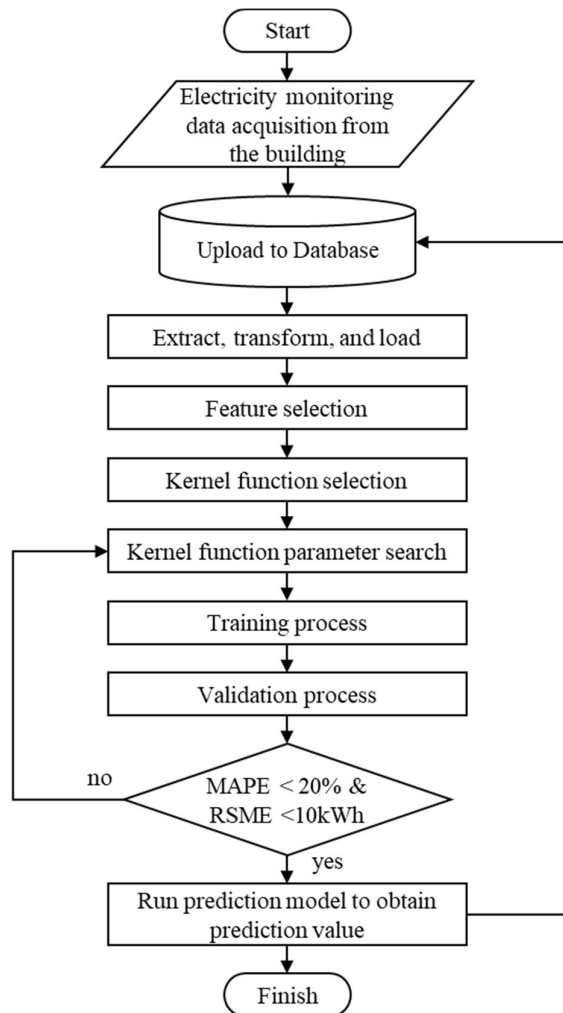 Start
Electricity monitoring
data acquisition from
the building
Upload to Database
Extract, transform, and load
Feature selection
Kernel function selection
Kernel function parameter search
Training process
Validation process
no
MAPE < 20% &
RSME <10kWh
yes
Run prediction model to obtain
prediction value
Finish